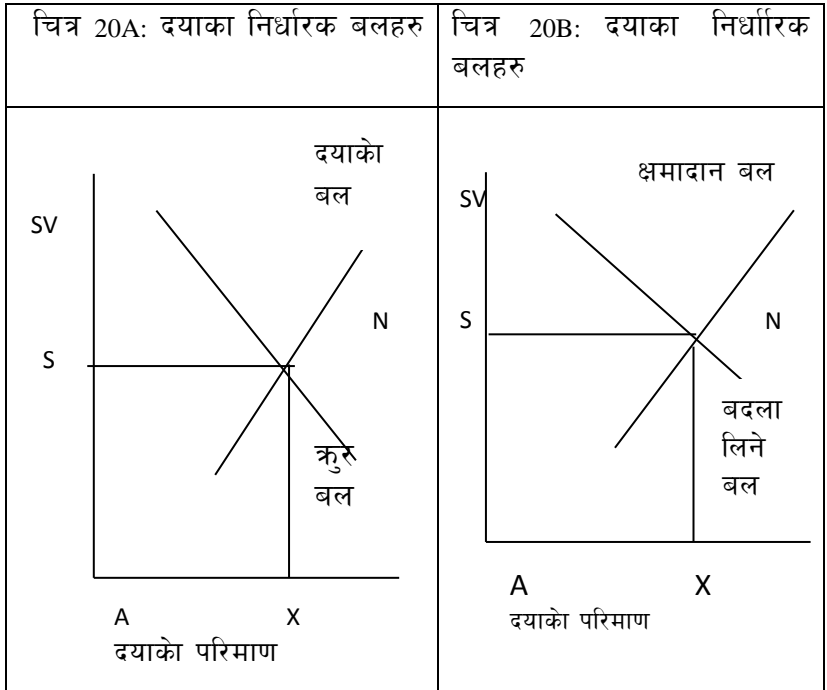 चित्र 20A: दयाका निर्धारक बलहरु
चित्र 20B: दयाका निर्धाारिक
बलहरु
दयाको
बल
SV
N
S
क्रुर
बल
A X
दयाको परिमाण
क्षमादान बल
SV
S
N
बदला
लिने
बल
A X
दयाको परिमाण